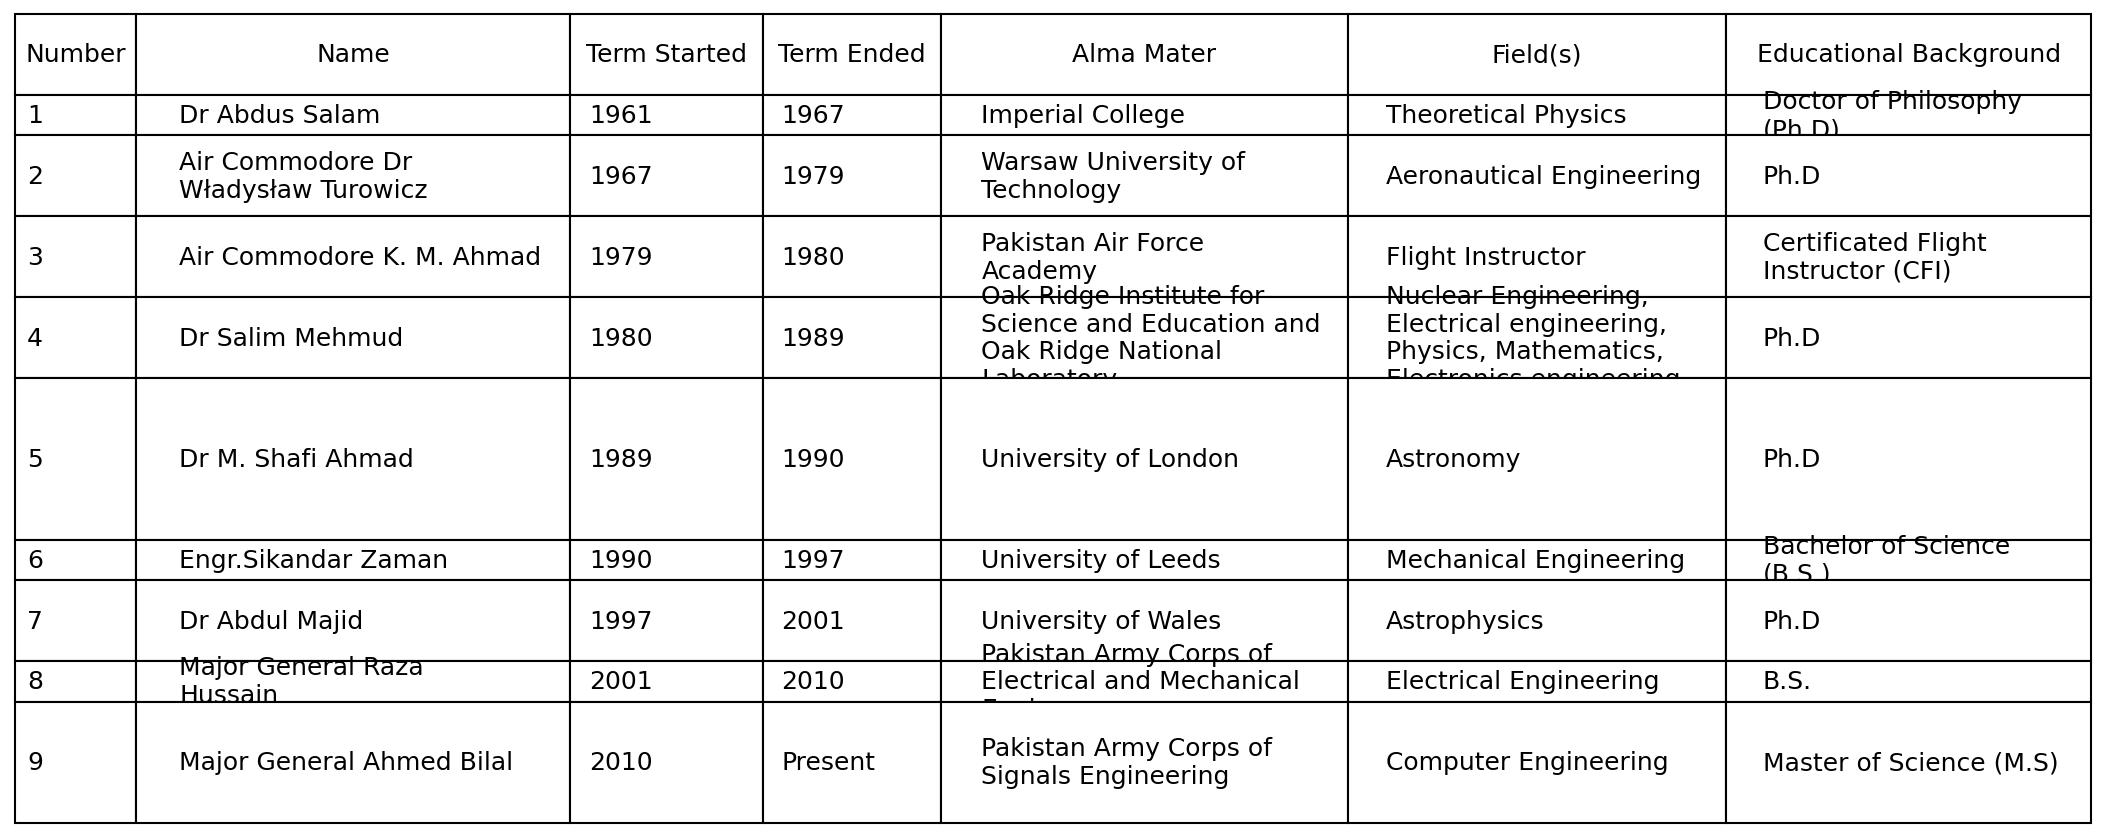 Number Name Term Started Term Ended Alma Mater Field(s) Educational Background
1 Dr Abdus Salam 1961 1967 Imperial College Theoretical Physics Doctor of Philosophy
(Ph.D)
2 Air Commodore Dr
Władysław Turowicz 1967 1979 Warsaw University of
Technology Aeronautical Engineering Ph.D
3 Air Commodore K. M. Ahmad 1979 1980 Pakistan Air Force
Academy Flight Instructor Certificated Flight
Instructor (CFI)
4 Dr Salim Mehmud 1980 1989 Oak Ridge Institute for
Science and Education and
Oak Ridge National
Laboratory Nuclear Engineering,
Electrical engineering,
Physics, Mathematics,
Electronics engineering
Ph.D
5 Dr M. Shafi Ahmad 1989 1990 University of London Astronomy Ph.D
6 Engr.Sikandar Zaman 1990 1997 University of Leeds Mechanical Engineering Bachelor of Science
(B.S.)
7 Dr Abdul Majid 1997 2001 University of Wales Astrophysics Ph.D
8 Major General Raza
Hussain 2001 2010 Pakistan Army Corps of
Electrical and Mechanical
Electrical Engineering B.S.
9 Major General Ahmed Bilal 2010 Present Pakistan Army Corps of
Signals Engineering Computer Engineering Master of Science (M.S)